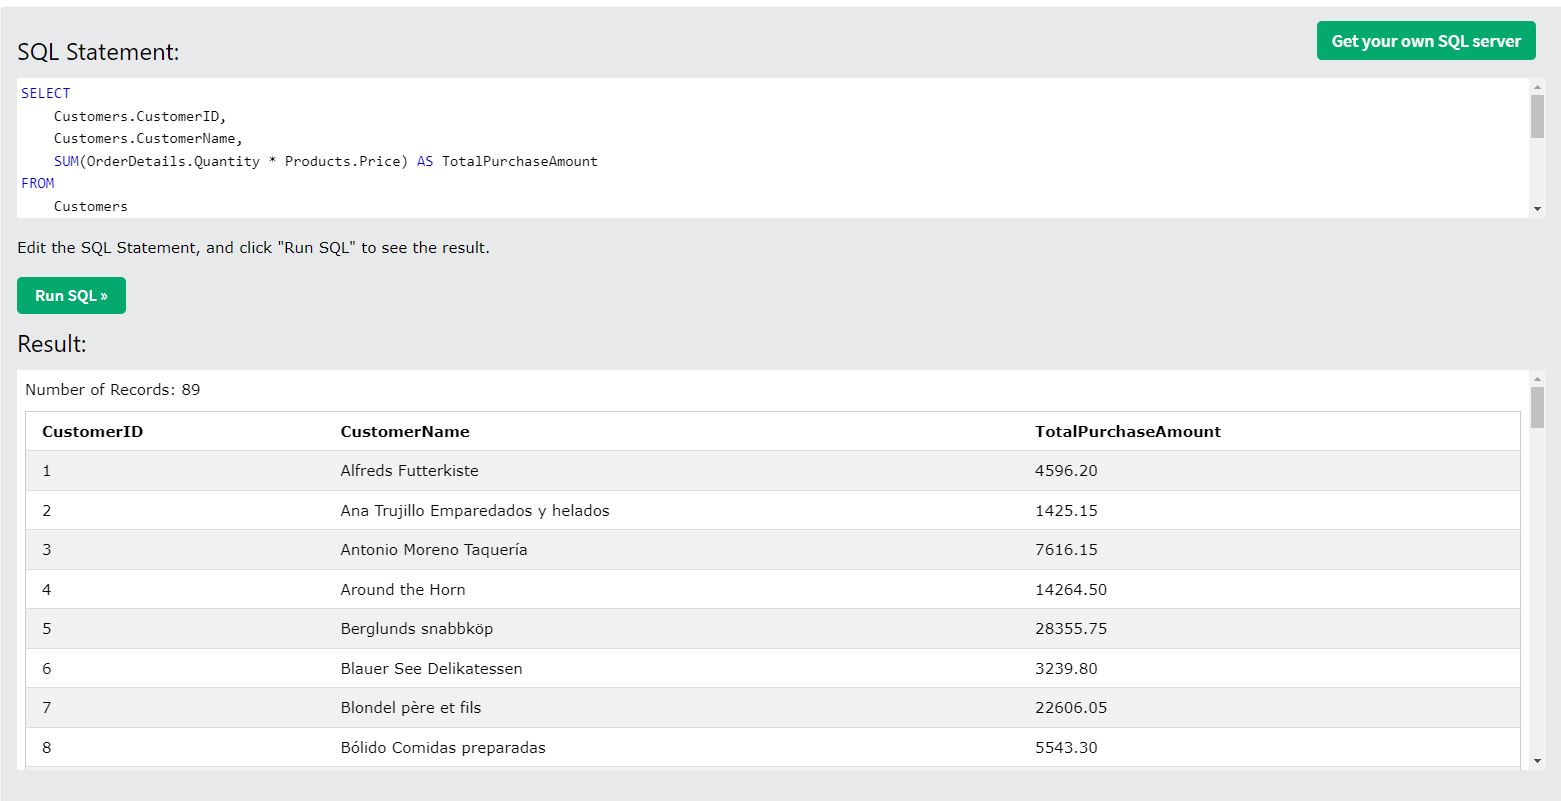 SQL Statement:
Get your own SQL server
SELECT
Customers.CustomerID,
Customers.CustomerName,
SUM(OrderDetails.Quantity * Products.Price) AS TotalPurchaseAmount
FROM
Customers
Edit the SQL Statement, and click "Run SQL" to see the result.
Run SQL »
Result:
Number of Records: 89
CustomerID CustomerName TotalPurchaseAmount
1 Alfreds Futterkiste 4596.20
2 Ana Trujillo Emparedados y helados 1425.15
3 Antonio Moreno Taquería 7616.15
4 Around the Horn 14264.50
5 Berglunds snabbköp 28355.75
6 Blauer See Delikatessen 3239.80
7 Blondel père et fils 22606.05
8 Bólido Comidas preparadas 5543.30